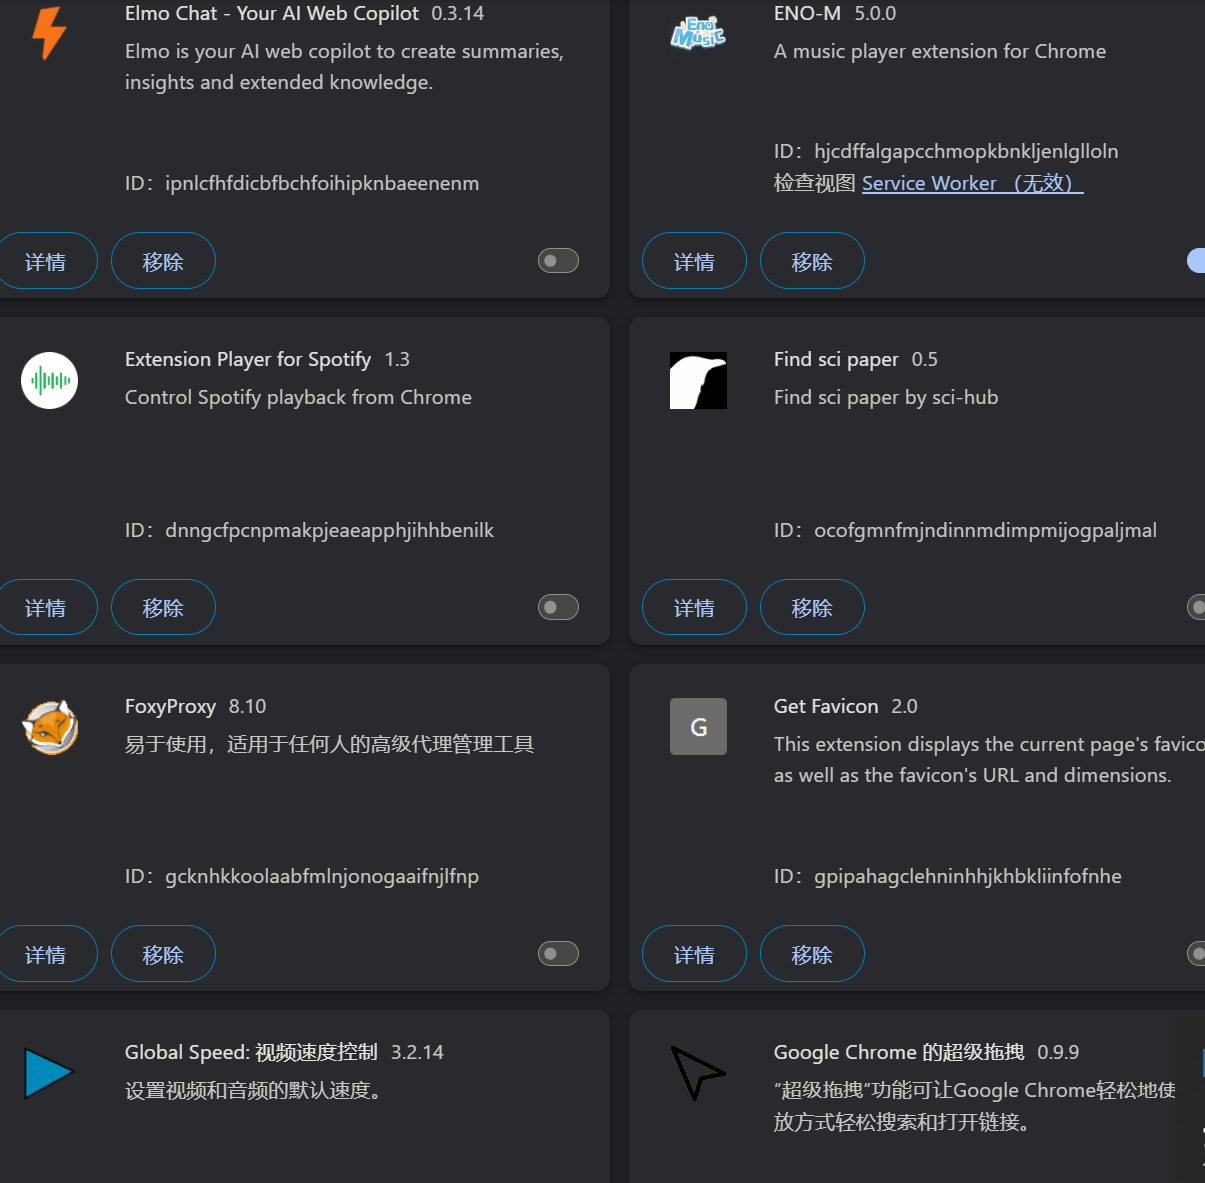 Elmo Chat - Your AI Web Copilot 0.3.14
Elmo is your AI web copilot to create summaries,
insights and extended knowledge.
ID：ipnlcfhfdicbfbchfoihipknbaeenenm
详情 移除
ENO-M 5.0.0
Eno Music
A music player extension for Chrome
ID：hjcdffalgapcchmopkbnkljenlglloln
检查视图 Service Worker （无效）
详情 移除
Extension Player for Spotify 1.3
Control Spotify playback from Chrome
ID：dnngcfpcnpmakpjeaeapphjihhbenilk
详情 移除
Find sci paper 0.5
Find sci paper by sci-hub
ID：ocofgmnfmjndinnmdimpmijogpaljmal
详情 移除
FoxyProxy 8.10
易于使用，适用于任何人的高级代理管理工具
ID：gcknhkkoolaabfmlnjonogaaifnjlfnp
详情 移除
G
Get Favicon 2.0
This extension displays the current page's favico
as well as the favicon's URL and dimensions.
ID：gpipahagclehninhhjkhbkliinfofnhe
详情 移除
Global Speed: 视频速度控制 3.2.14
设置视频和音频的默认速度。
Google Chrome 的超级拖拽 0.9.9
“超级拖拽”功能可让Google Chrome轻松地使
放方式轻松搜索和打开链接。